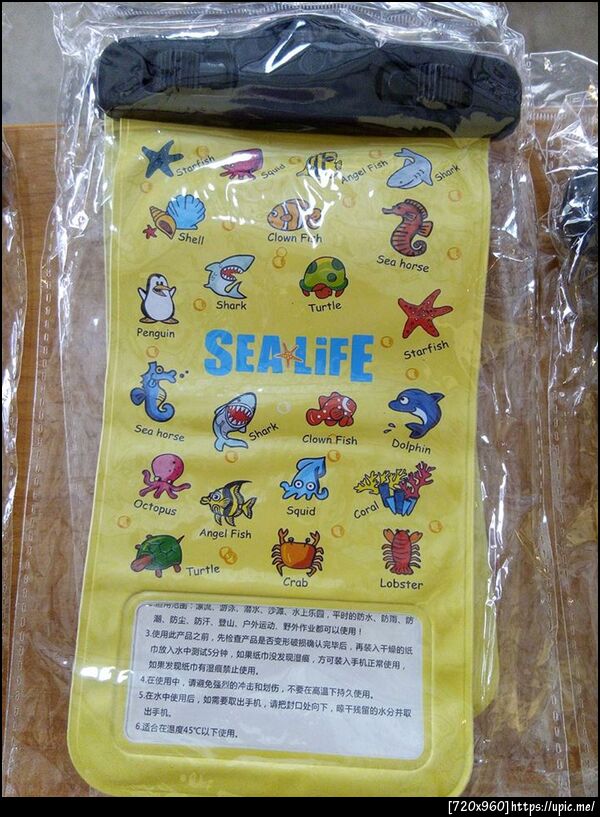 Starfish
Squid
Angel Fish
Shark
Shell
Clown Fish
Sea horse
Shark
Turtle
Penguin
Starfish
SEA LiFE
Sea horse
Shark
Clown Fish
Dolphin
Octopus
Angel Fish
Squid
Coral
Turtle
Crab
Lobster
适用范围：漂流、游泳、潜水、沙滩、水上乐园，平时的防水、防雨、防
潮、防尘、防汗、登山、户外运动、野外作业都可以使用！
3.使用此产品之前，先检查产品是否变形破损确认完毕后，再装入干燥的纸
巾放入水中测试5分钟，如果纸巾没发现湿痕，方可装入手机正常使用，
如果发现纸巾有湿痕禁止使用。
4.在使用中，请避免强烈的冲击和划伤，不要在高温下持久使用。
5.在水中使用后，如需要取出手机，请把封口处向下，晾干残留的水分并取
出手机。
6.适合在温度45℃以下使用。
[720x960]https://upic.me/